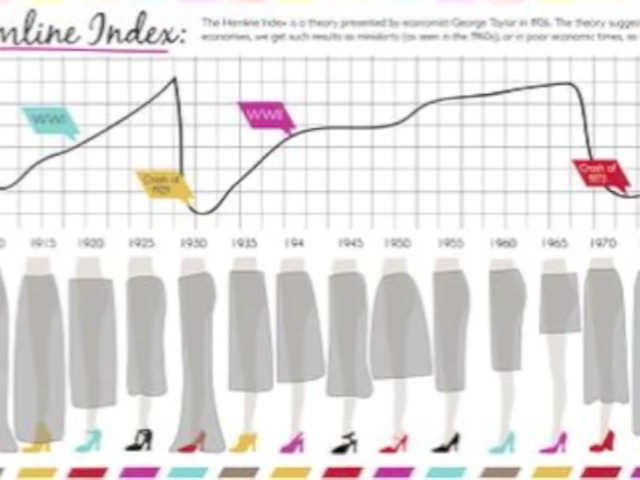 mline Index:
The Hemline Index is a theory presented by economist George Taylor in 1926. The theory sugges
economies, we get such results as miniskirts (as seen in the 1960s), or in poor economic times, as
WWI
WWII
Crash of
1929
Crash of
1973
0 1915 1920 1925 1930 1935 194 1945 1950 1955 1960 1965 1970